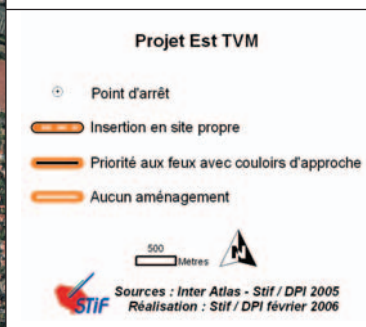 Projet Est TVM
Point d'arrêt
Insertion en site propre
Priorité aux feux avec couloirs d'approche
Aucun aménagement
500
Metres
N
STIF
Sources : Inter Atlas - Stif / DPI 2005
Réalisation : Stif / DPI février 2006